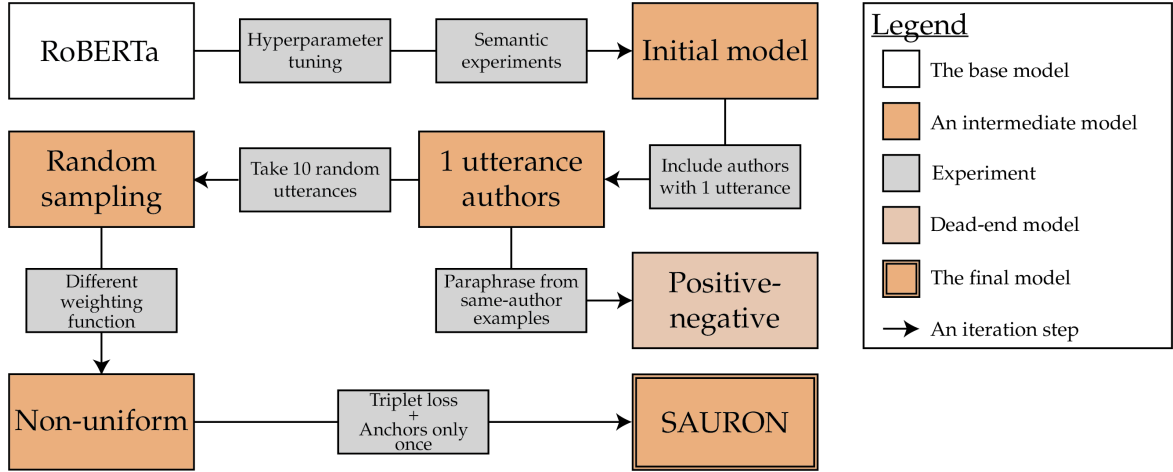 RoBERTa
Hyperparameter
tuning
Semantic
experiments
Initial model
Include authors
with 1 utterance
1 utterance
authors
Take 10 random
utterances
Random
sampling
Paraphrase from
same-author
examples
Positive-
negative
Different
weighting
function
Non-uniform
Triplet loss
+
Anchors only
once
SAURON
Legend
The base model
An intermediate model
Experiment
Dead-end model
The final model
An iteration step